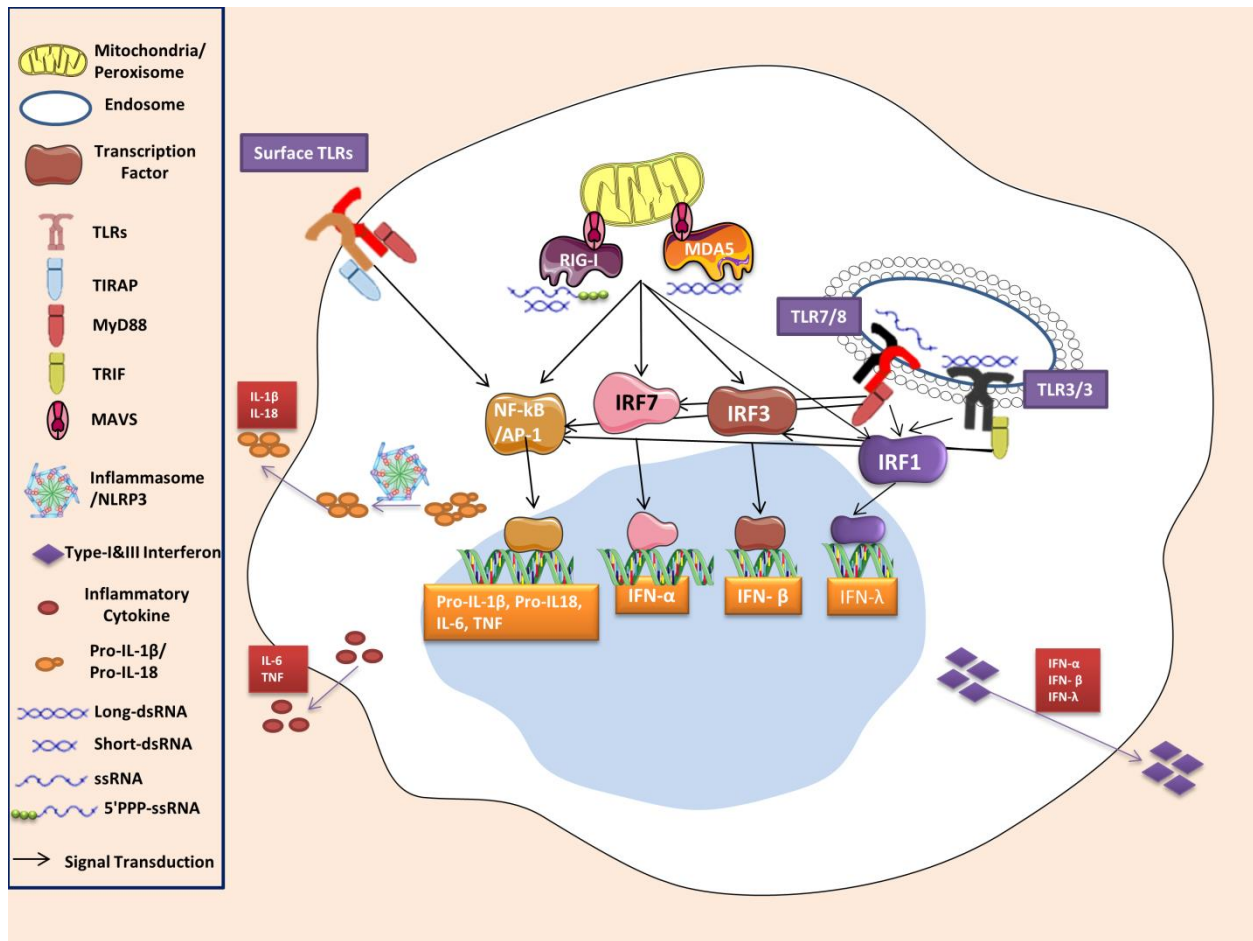 Mitochondria/
Peroxisome
Endosome
Transcription
Factor
TLRs
TIRAP
MyD88
TRIF
MAVS
Inflammasome
/NLRP3
Type-I&III Interferon
Inflammatory
Cytokine
Pro-IL-1β/
Pro-IL-18
Long-dsRNA
Short-dsRNA
ssRNA
5'PPP-ssRNA
Signal Transduction
Surface TLRs
RIG-I
MDA5
TLR7/8
TLR3/3
IL-1β
IL-18
NF-kB
/AP-1
IRF7
IRF3
IRF1
Pro-IL-1β, Pro-IL18,
IL-6, TNF
IFN-α
IFN- β
IFN-λ
IL-6
TNF
IFN-α
IFN- β
IFN-λ